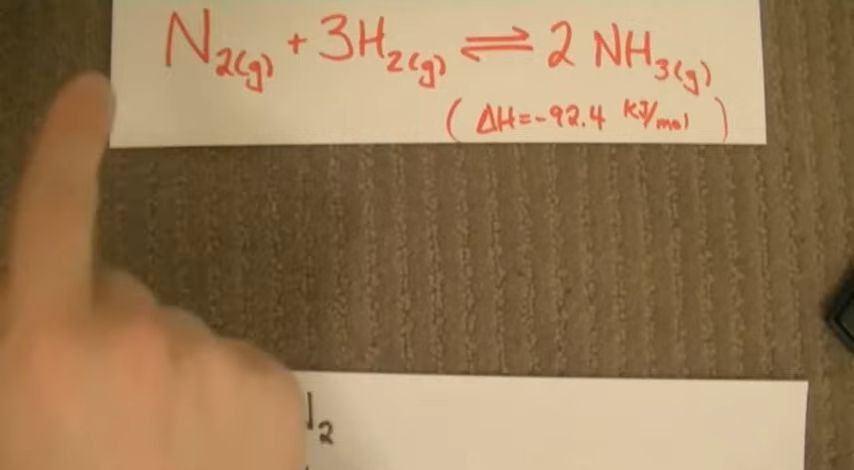 N₂(g) + 3H₂(g) ⇌ 2 NH₃(g)
(ΔH=-92.4 KJ/mol)